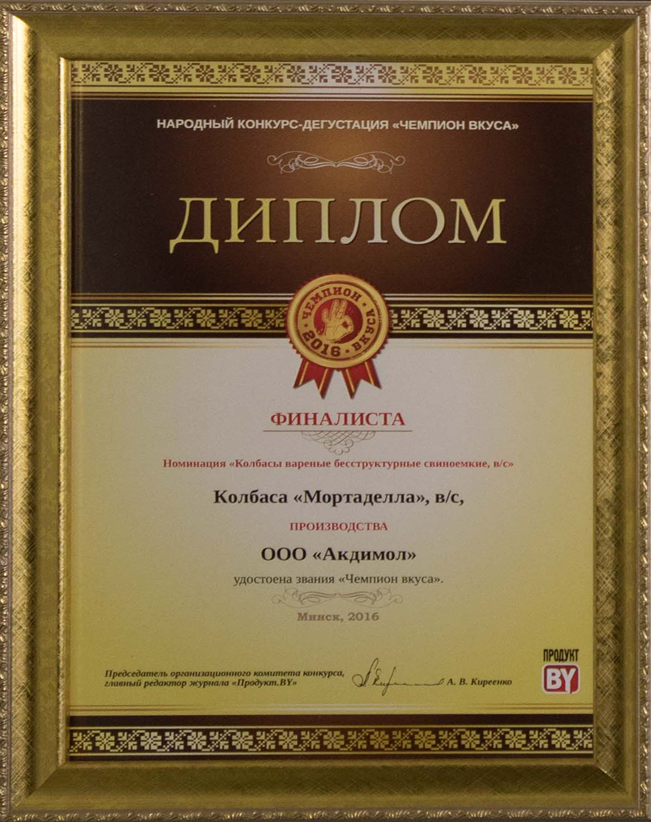 НАРОДНЫЙ КОНКУРС-ДЕГУСТАЦИЯ «ЧЕМПИОН ВКУСА»
ДИПЛОМ
ЧЕМПИОН
ВКУСА
2016
ФИНАЛИСТА
Номинация «Колбасы вареные бесструктурные свиноемкие, в/с»
Колбаса «Мортаделла», в/с,
ПРОИЗВОДСТВА
ООО «Акдимол»
удостоена звания «Чемпион вкуса».
Минск, 2016
ПРОДУКТ
BY
Председатель организационного комитета конкурса,
главный редактор журнала «Продукт.BY»
А. В. Киреенко